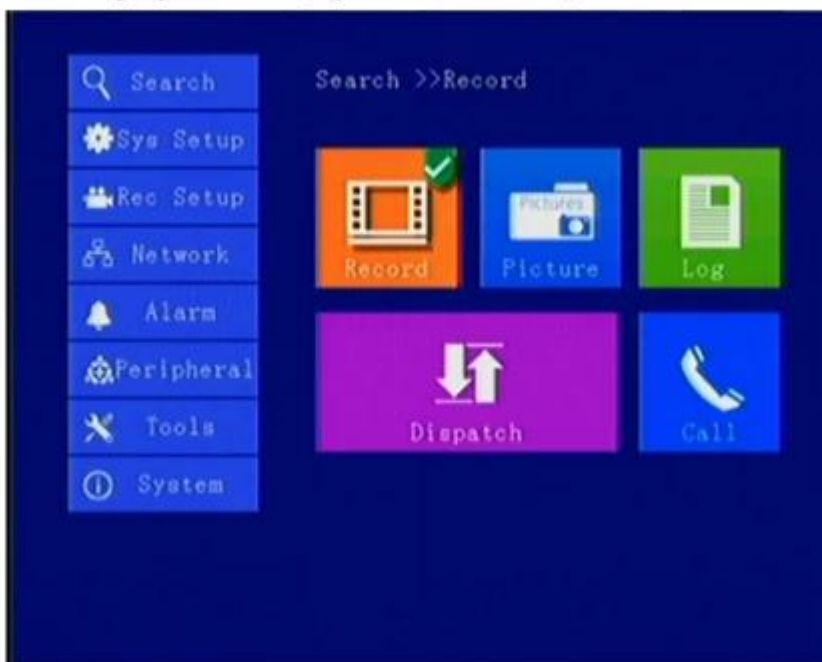 Search
Sys Setup
Rec Setup
Network
Alarm
Peripheral
Tools
System
Search >>Record
Record
Pictures
Picture
Log
Dispatch
Call